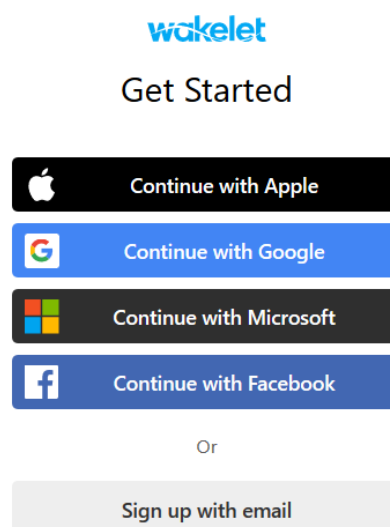 wakelet
Get Started
Continue with Apple
Continue with Google
Continue with Microsoft
Continue with Facebook
Or
Sign up with email